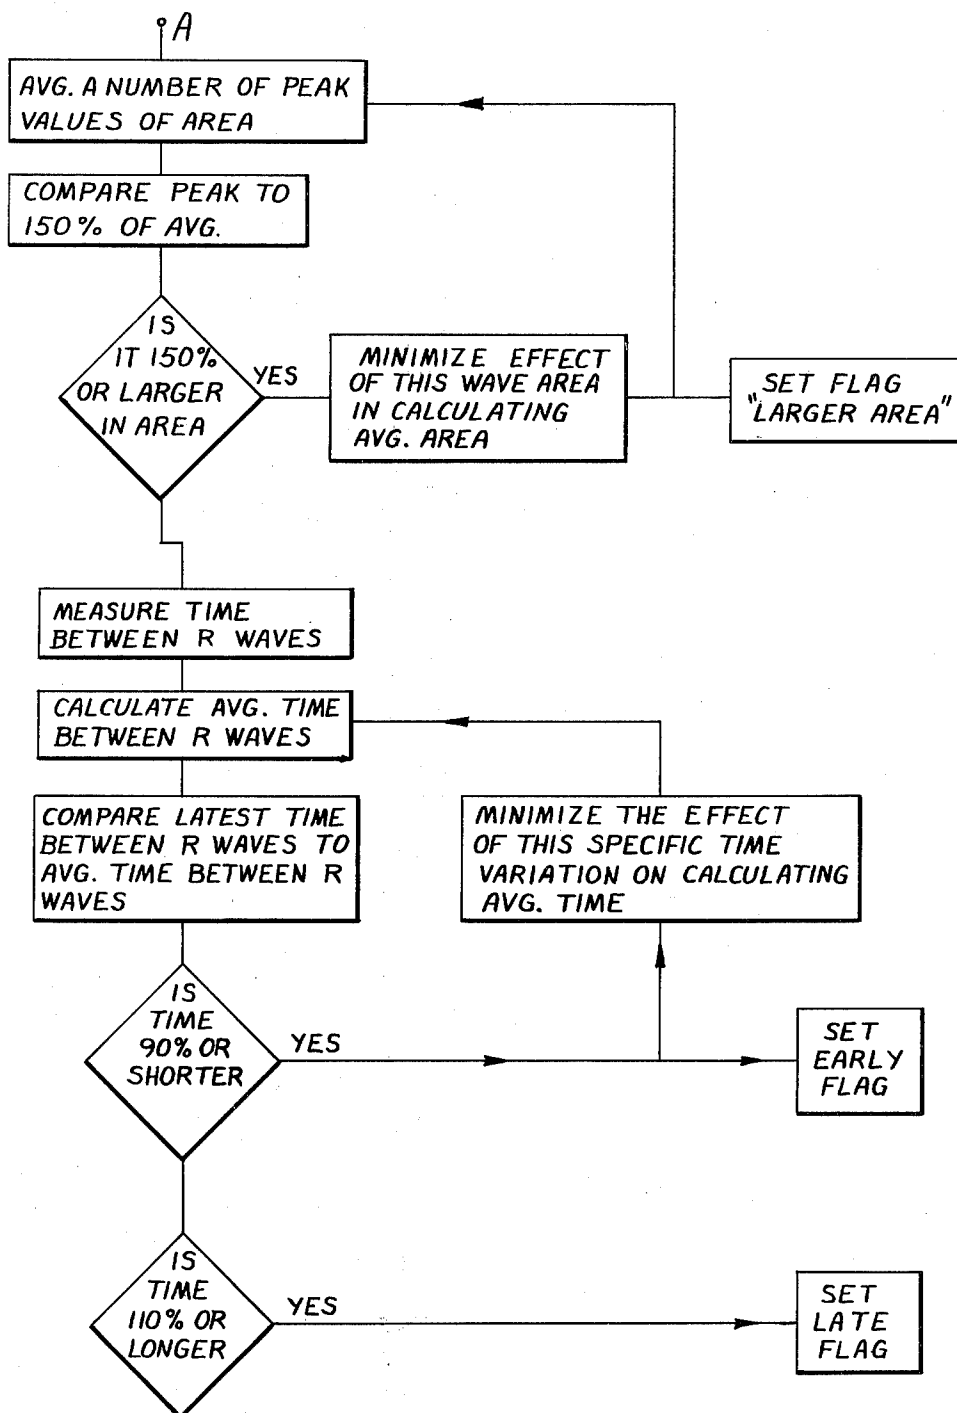 A
AVG. A NUMBER OF PEAK
VALUES OF AREA
COMPARE PEAK TO
150% OF AVG.
IS
IT 150%
OR LARGER
IN AREA
YES
MINIMIZE EFFECT
OF THIS WAVE AREA
IN CALCULATING
AVG. AREA
SET FLAG
"LARGER AREA"
MEASURE TIME
BETWEEN R WAVES
CALCULATE AVG. TIME
BETWEEN R WAVES
COMPARE LATEST TIME
BETWEEN R WAVES TO
AVG. TIME BETWEEN R
WAVES
MINIMIZE THE EFFECT
OF THIS SPECIFIC TIME
VARIATION ON CALCULATING
AVG. TIME
IS
TIME
90% OR
SHORTER
YES
SET
EARLY
FLAG
IS
TIME
110% OR
LONGER
YES
SET
LATE
FLAG